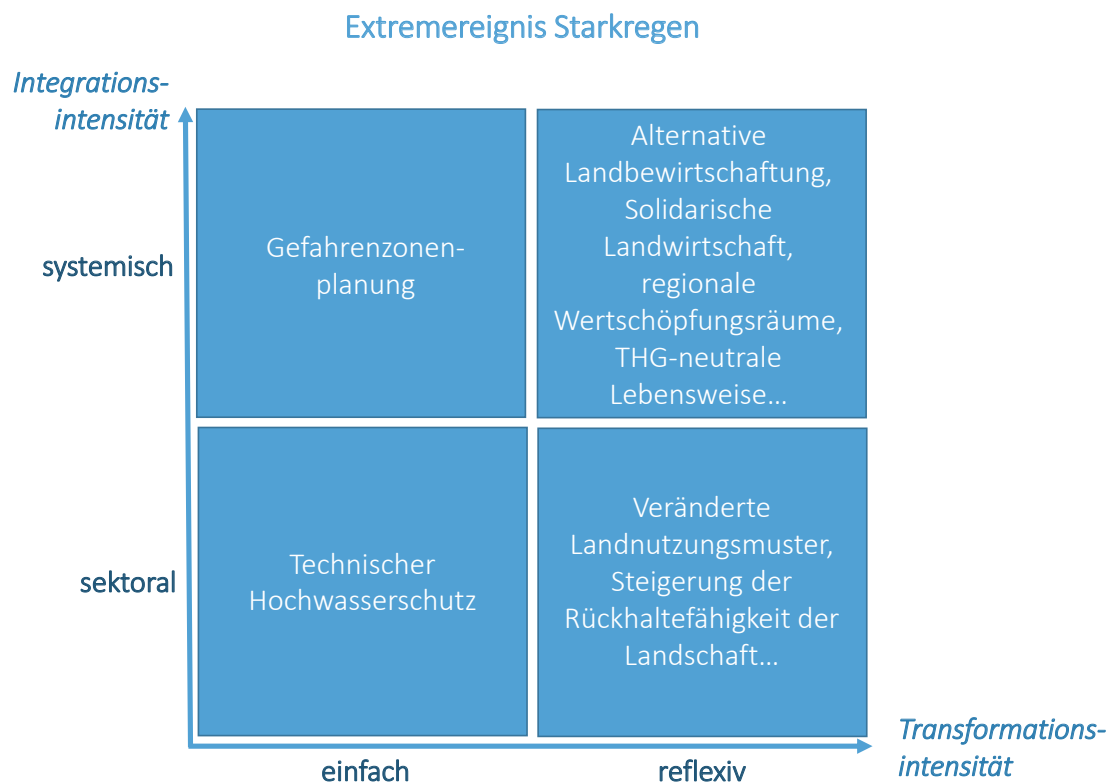 Extremereignis Starkregen
Integrations-
intensität
systemisch
Gefahrenzonen-
planung
Alternative
Landbewirtschaftung,
Solidarische
Landwirtschaft,
regionale
Wertschöpfungsräume,
THG-neutrale
Lebensweise...
sektoral
Technischer
Hochwasserschutz
Veränderte
Landnutzungsmuster,
Steigerung der
Rückhaltefähigkeit der
Landschaft...
einfach
reflexiv
Transformations-
intensität